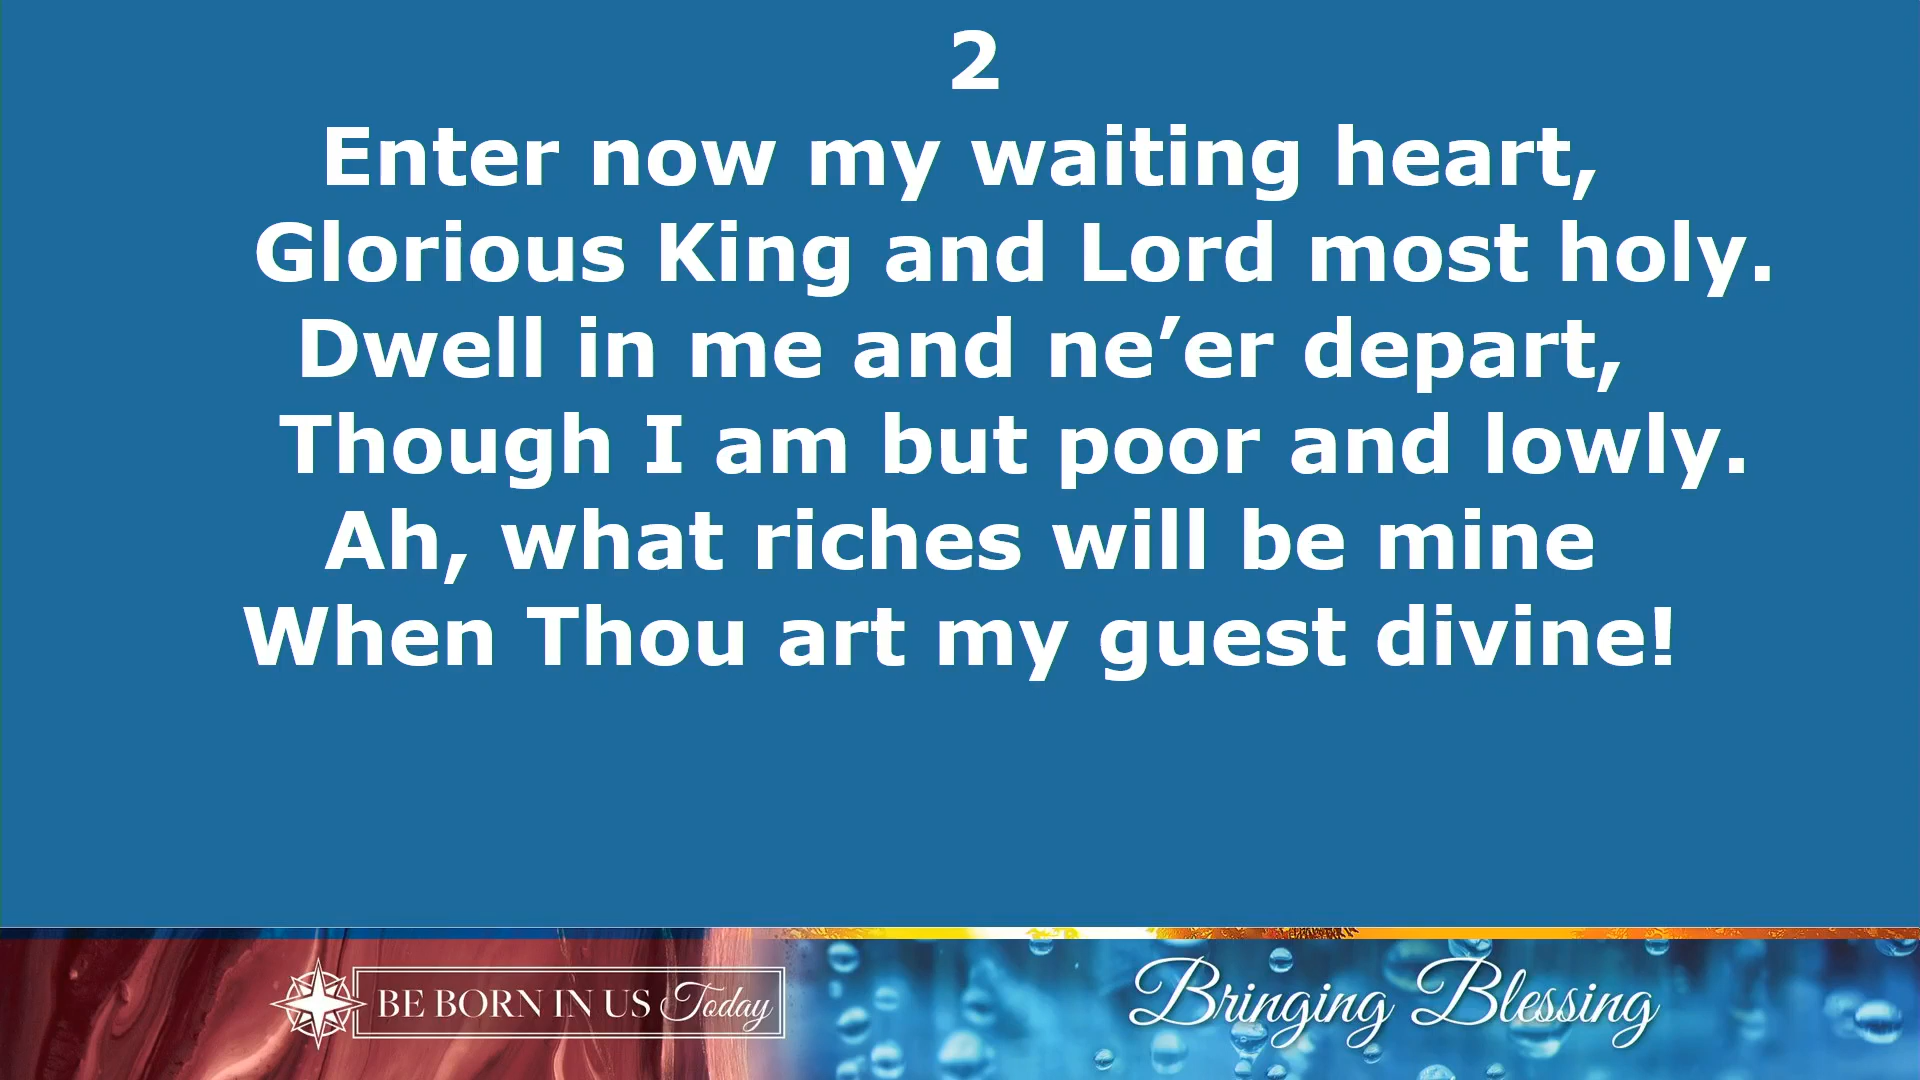 2
Enter now my waiting heart,
Glorious King and Lord most holy.
Dwell in me and ne’er depart,
Though I am but poor and lowly.
Ah, what riches will be mine
When Thou art my guest divine!
BE BORN IN US Today
Bringing Blessing